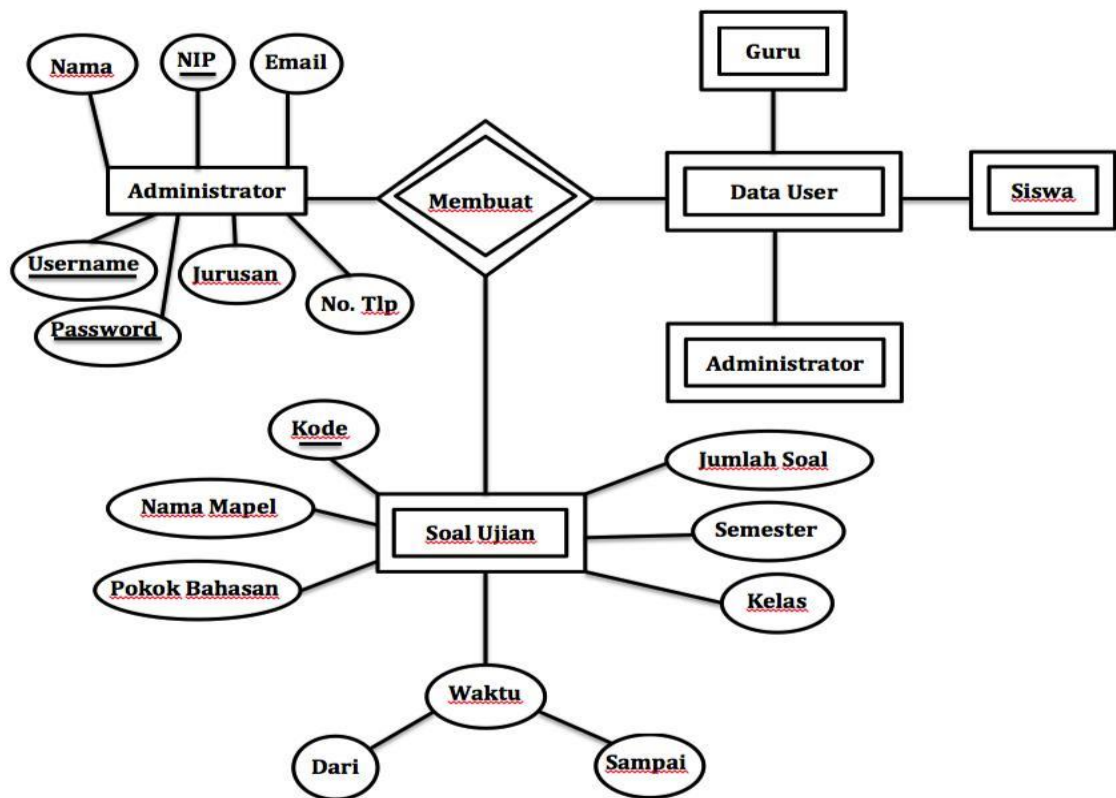 Guru
Nama
NIP
Email
Administrator
Membuat
Data User
Siswa
Username
Jurusan
No. Tlp
Password
Administrator
Kode
Jumlah Soal
Nama Mapel
Soal Ujian
Semester
Pokok Bahasan
Kelas
Waktu
Dari
Sampai